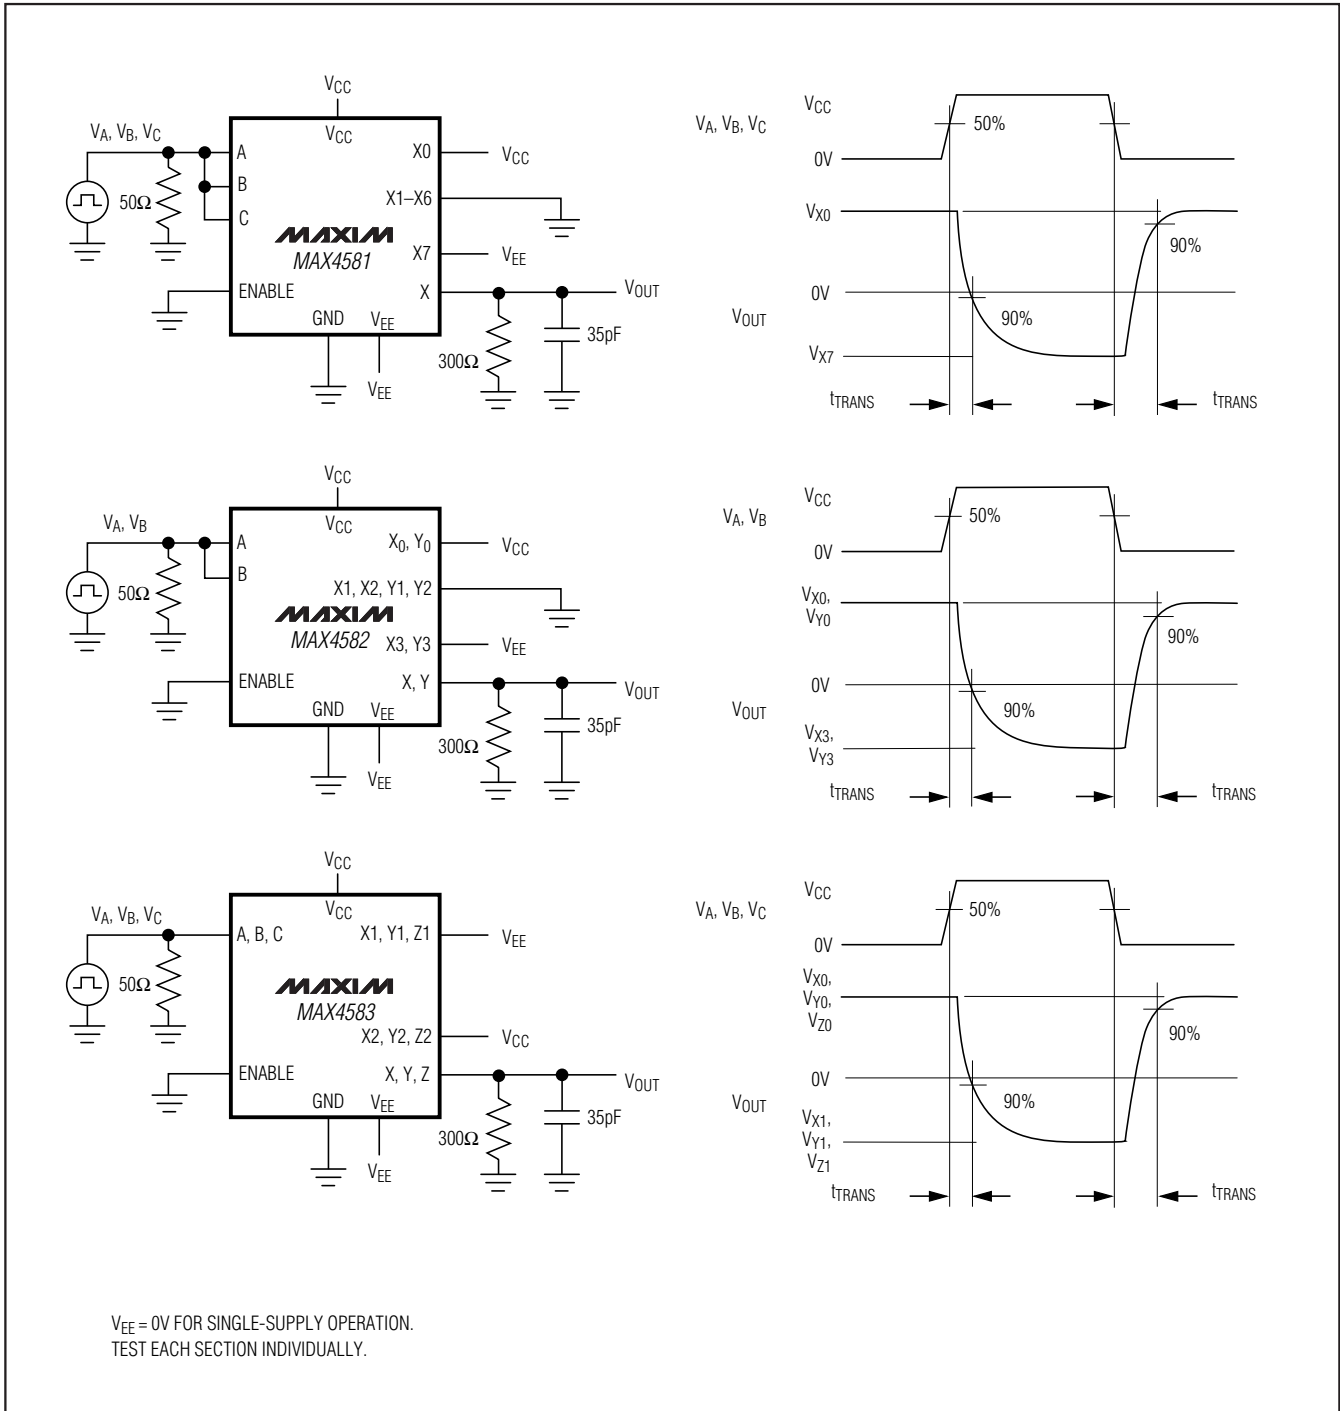 VCC
VA, VB, VC
VCC
A
X0
VCC
B
50Ω
X1–X6
C
MAXIM
MAX4581
X7
VEE
ENABLE
X
VOUT
GND
VEE
300Ω
35pF
VEE
VCC
VA, VB, VC
50%
0V
VX0
90%
0V
VOUT
90%
VX7
tTRANS
tTRANS
VCC
VA, VB
VCC
A
X0, Y0
VCC
B
50Ω
X1, X2, Y1, Y2
MAXIM
MAX4582
X3, Y3
VEE
ENABLE
X, Y
VOUT
GND
VEE
300Ω
35pF
VEE
VCC
VA, VB
50%
0V
VX0,
VY0
90%
0V
VOUT
90%
VX3,
VY3
tTRANS
tTRANS
VCC
VA, VB, VC
VCC
A, B, C
X1, Y1, Z1
VEE
50Ω
MAXIM
MAX4583
X2, Y2, Z2
VCC
ENABLE
X, Y, Z
VOUT
GND
VEE
300Ω
35pF
VEE
VCC
VA, VB, VC
50%
0V
VX0,
VY0,
VZ0
90%
0V
VOUT
90%
VX1,
VY1,
VZ1
tTRANS
tTRANS
VEE = 0V FOR SINGLE-SUPPLY OPERATION.
TEST EACH SECTION INDIVIDUALLY.